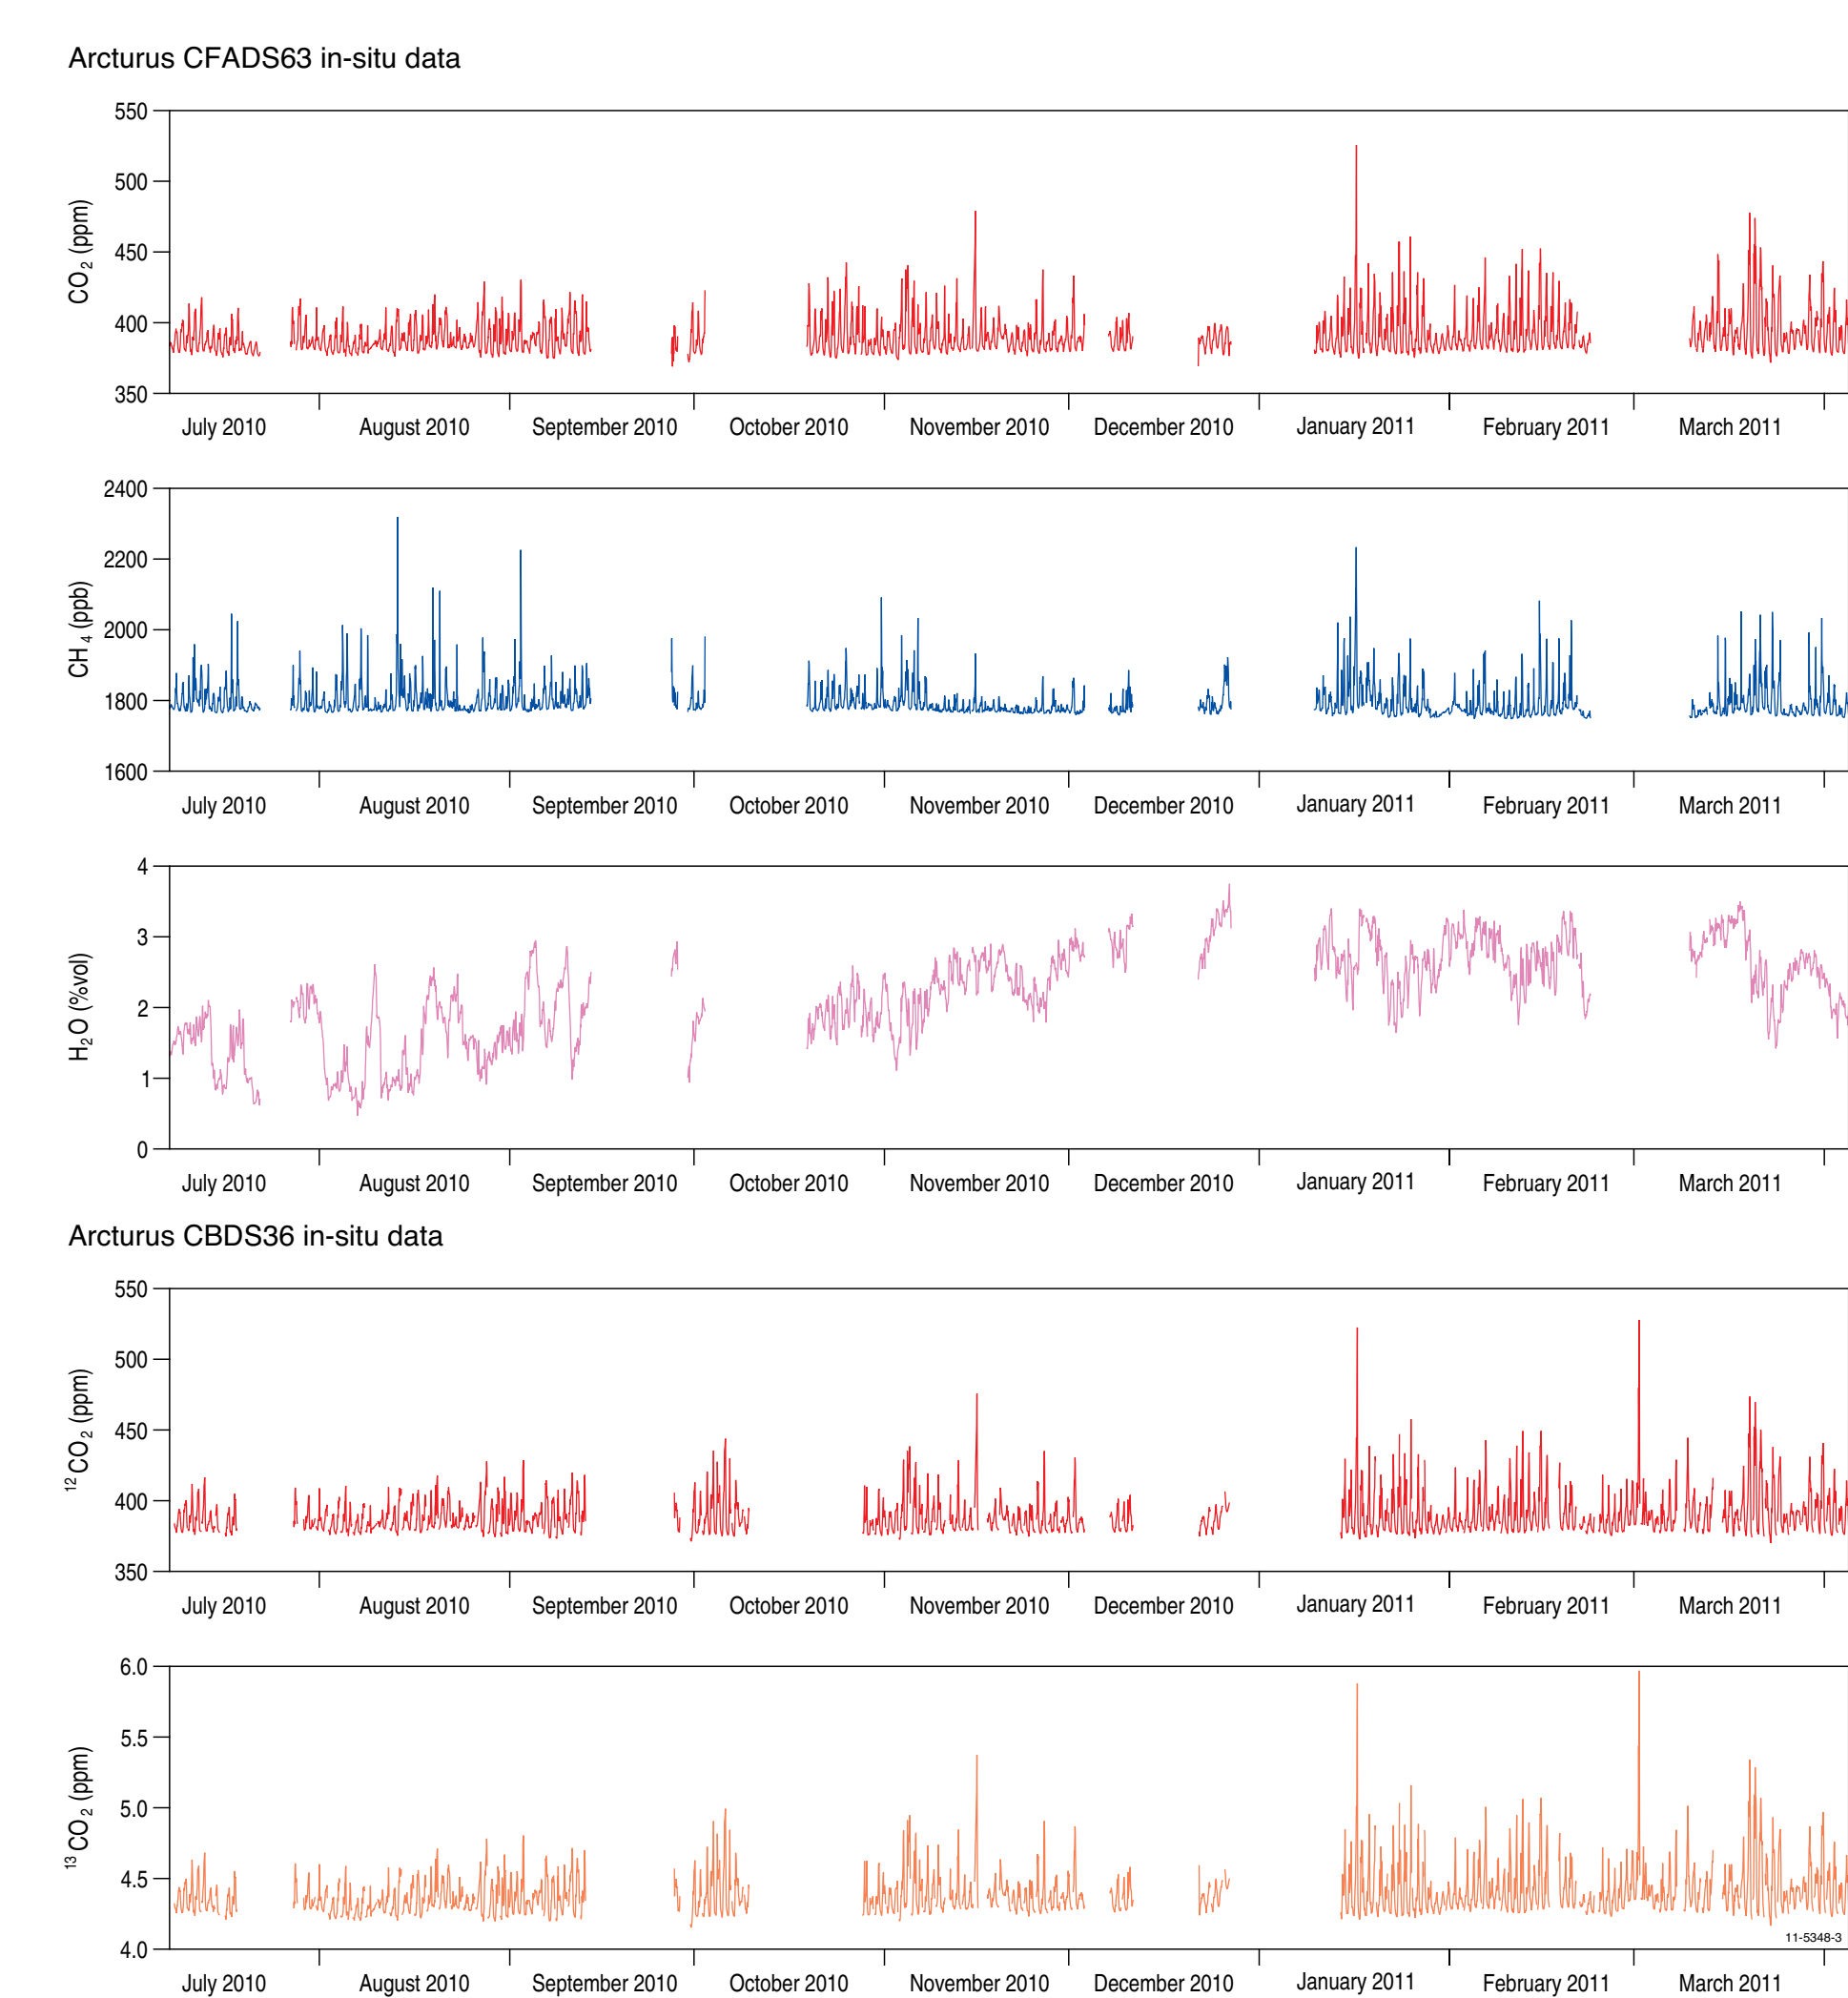 Arcturus CFADS63 in-situ data
550
500
450
400
350
CO2 (ppm)
July 2010 August 2010 September 2010 October 2010 November 2010 December 2010 January 2011 February 2011 March 2011
2400
2200
2000
1800
1600
CH4 (ppb)
July 2010 August 2010 September 2010 October 2010 November 2010 December 2010 January 2011 February 2011 March 2011
4
3
2
1
0
H2O (%vol)
July 2010 August 2010 September 2010 October 2010 November 2010 December 2010 January 2011 February 2011 March 2011
Arcturus CBDS36 in-situ data
550
500
450
400
350
12CO2 (ppm)
July 2010 August 2010 September 2010 October 2010 November 2010 December 2010 January 2011 February 2011 March 2011
6.0
5.5
5.0
4.5
4.0
13CO2 (ppm)
11-5348-3
July 2010 August 2010 September 2010 October 2010 November 2010 December 2010 January 2011 February 2011 March 2011